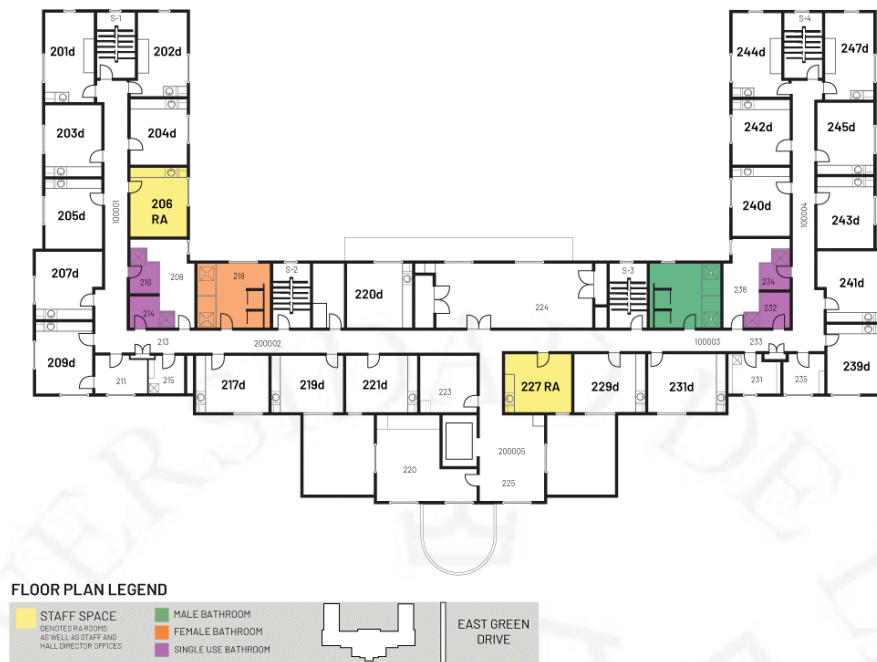 S-1
S-4
201d
202d
244d
247d
203d
204d
242d
245d
206
RA
205d
240d
243d
100001
100004
207d
216
208
218
S-2
220d
224
S-3
238
234
241d
214
232
213
200002
100003
233
209d
211
215
217d
219d
221d
223
227 RA
229d
231d
231
235
239d
220
200005
225
FLOOR PLAN LEGEND
STAFF SPACE
DENOTES RA ROOMS
AS WELL AS STAFF AND
HALL DIRECTOR OFFICES
MALE BATHROOM
FEMALE BATHROOM
SINGLE USE BATHROOM
EAST GREEN
DRIVE